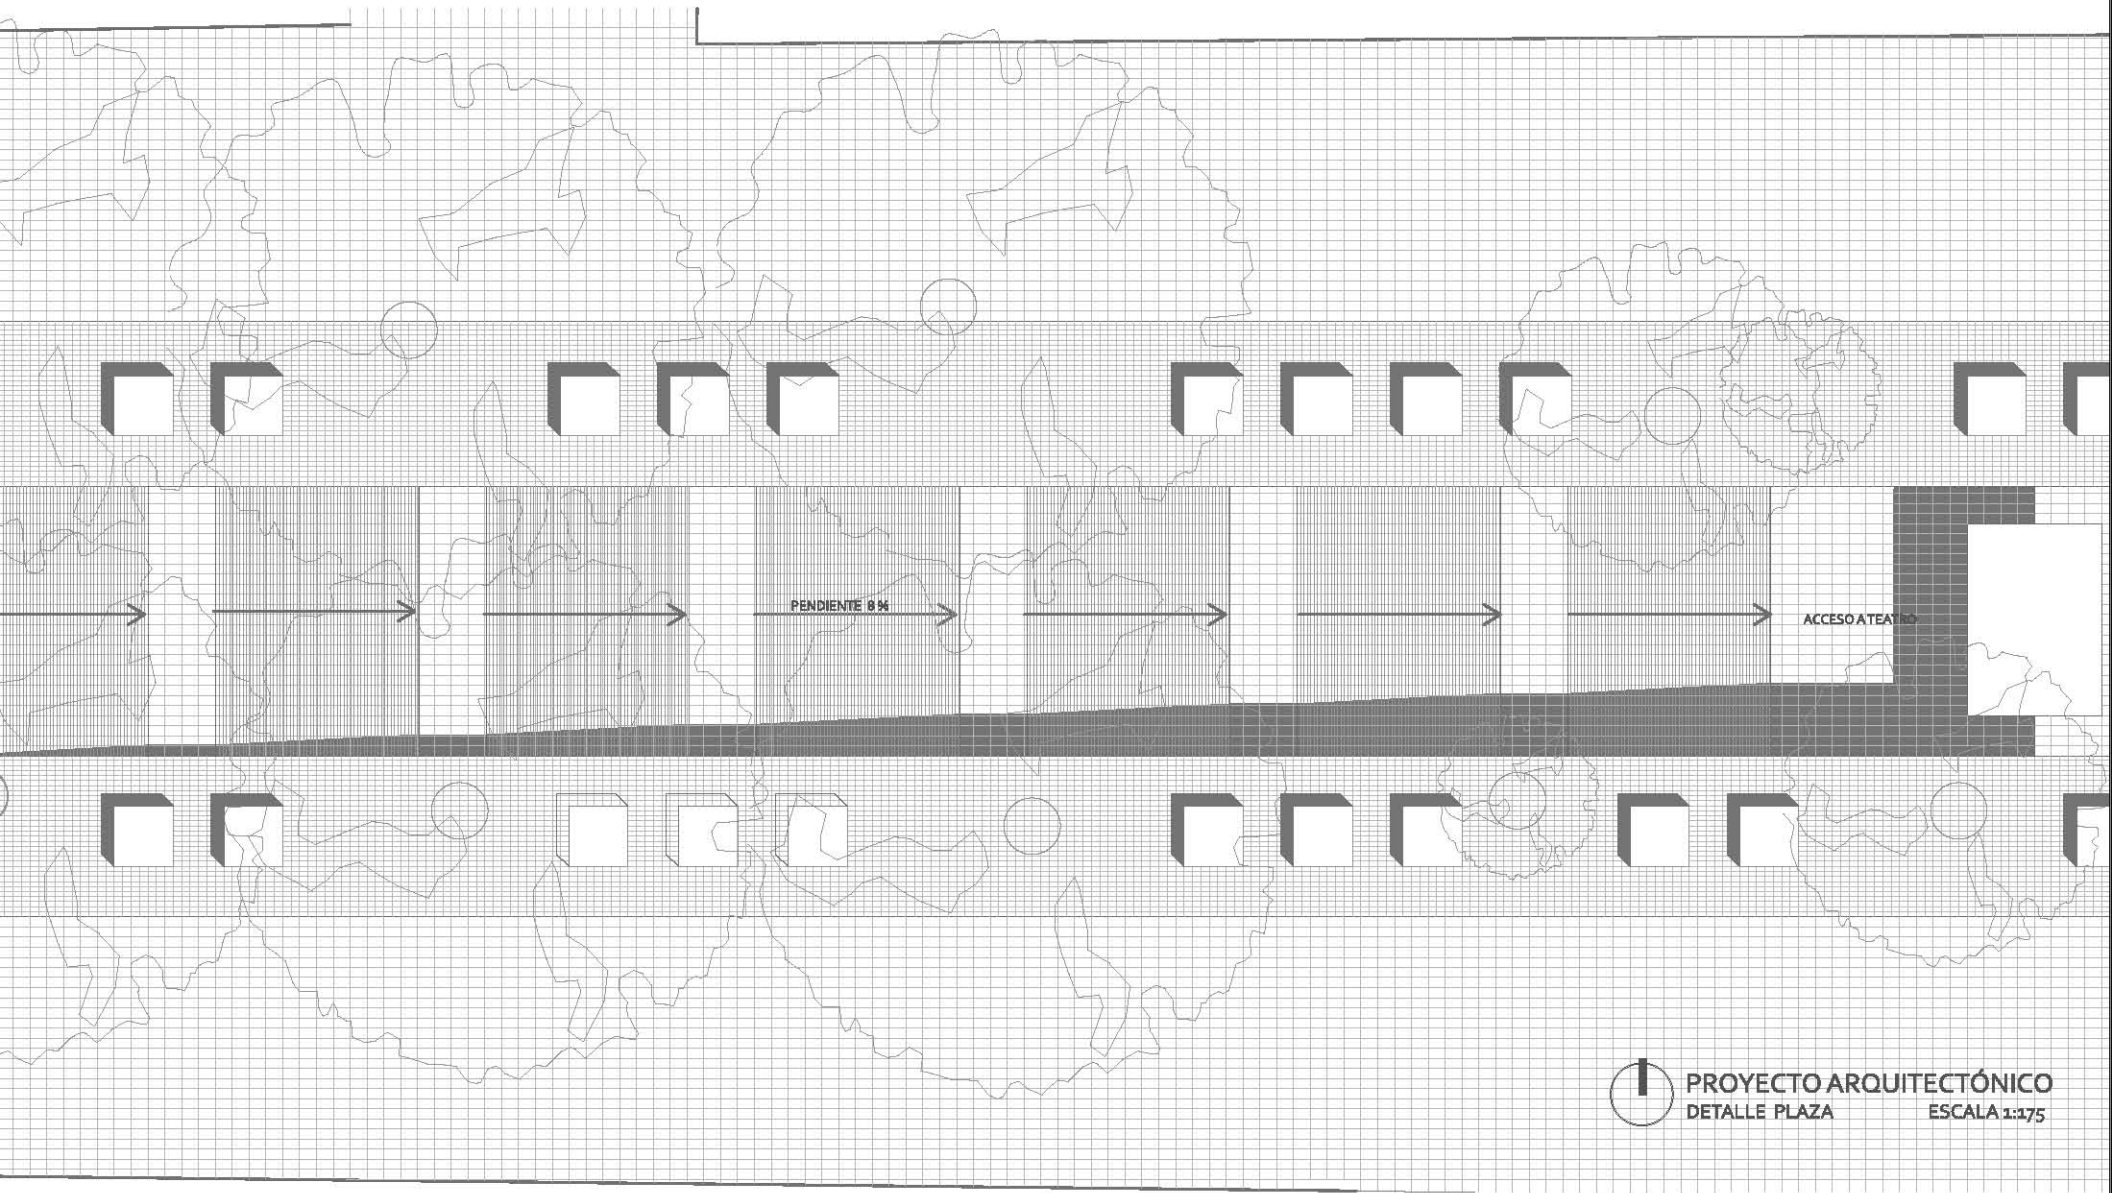 PENDIENTE 8%
ACCESO A TEATRO
PROYECTO ARQUITECTÓNICO
DETALLE PLAZA ESCALA 1:175